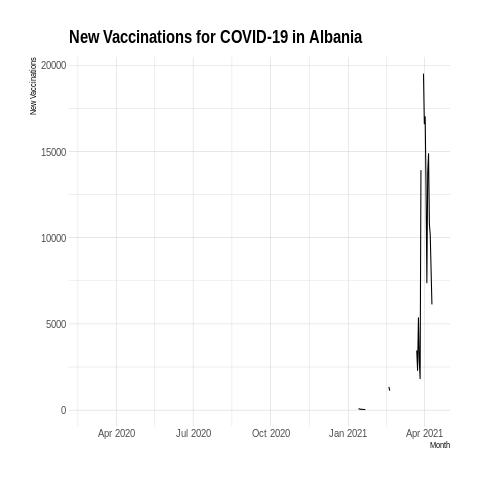 New Vaccinations for COVID-19 in Albania
New Vaccinations
20000
15000
10000
5000
0
Apr 2020 Jul 2020 Oct 2020 Jan 2021 Apr 2021
Month